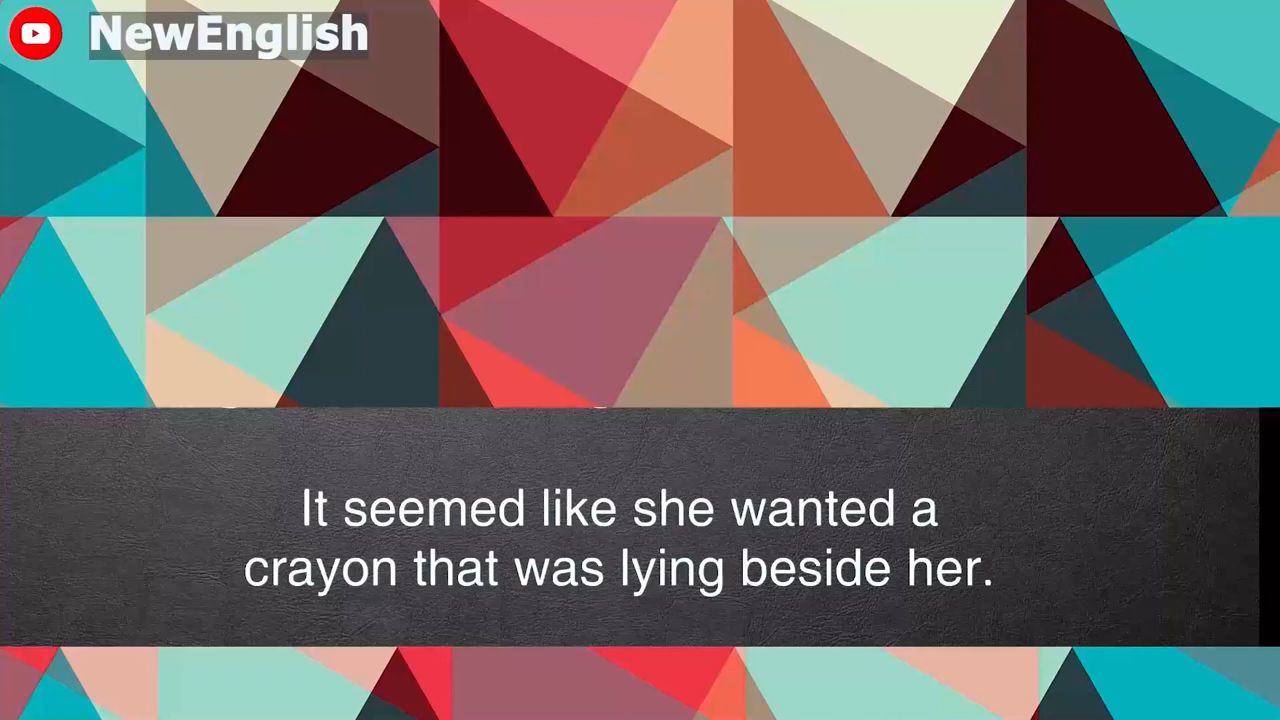 NewEnglish
It seemed like she wanted a
crayon that was lying beside her.